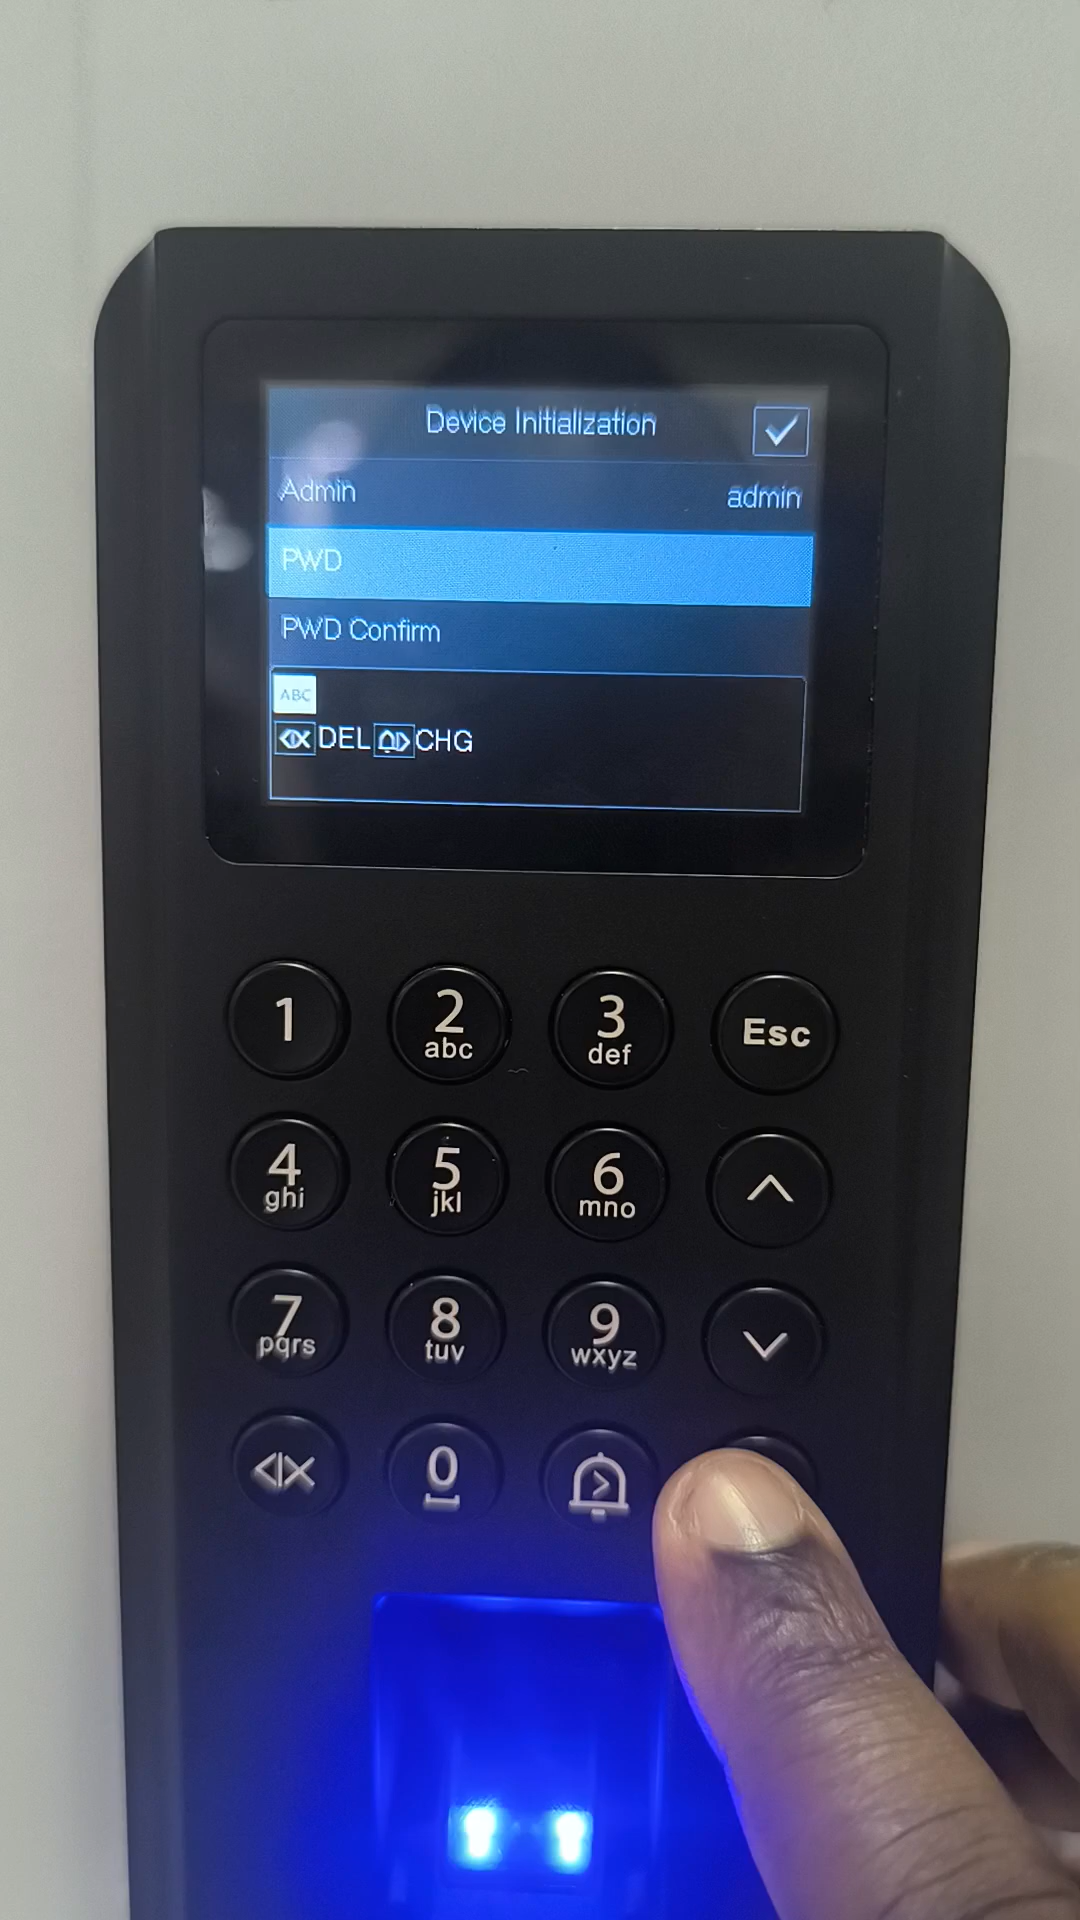 Device Initialization
Admin admin
PWD
PWD Confirm
ABC
DEL CHG
1 2 3 Esc
abc def
4 5 6
ghi jkl mno
7 8 9
pqrs tuv wxyz
0